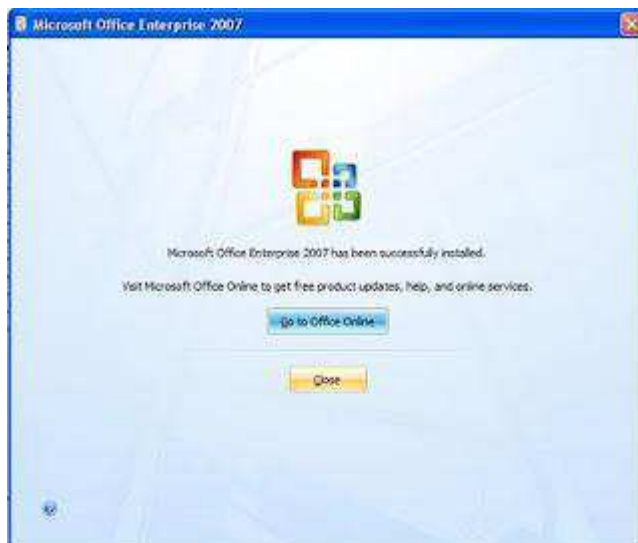 Microsoft Office Enterprise 2007
Microsoft Office Enterprise 2007 has been successfully installed.
Visit Microsoft Office Online to get free product updates, help, and online services.
Go to Office Online
Close